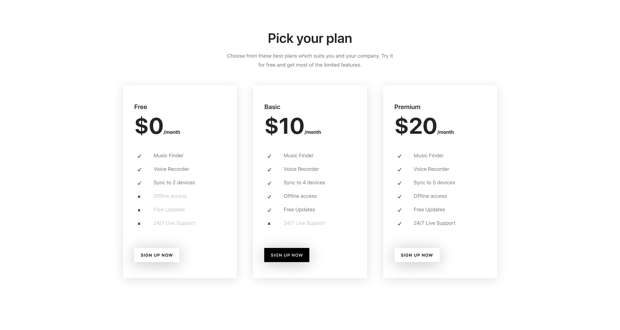 Pick your plan
Choose from these best plans which suits you and your company. Try it
for free and get most of the limited features.
Free
$0/month
Music Finder
Voice Recorder
Sync to 2 devices
Offline access
Free Updates
24/7 Live Support
SIGN UP NOW
Basic
$10/month
Music Finder
Voice Recorder
Sync to 4 devices
Offline access
Free Updates
24/7 Live Support
SIGN UP NOW
Premium
$20/month
Music Finder
Voice Recorder
Sync to 5 devices
Offline access
Free Updates
24/7 Live Support
SIGN UP NOW